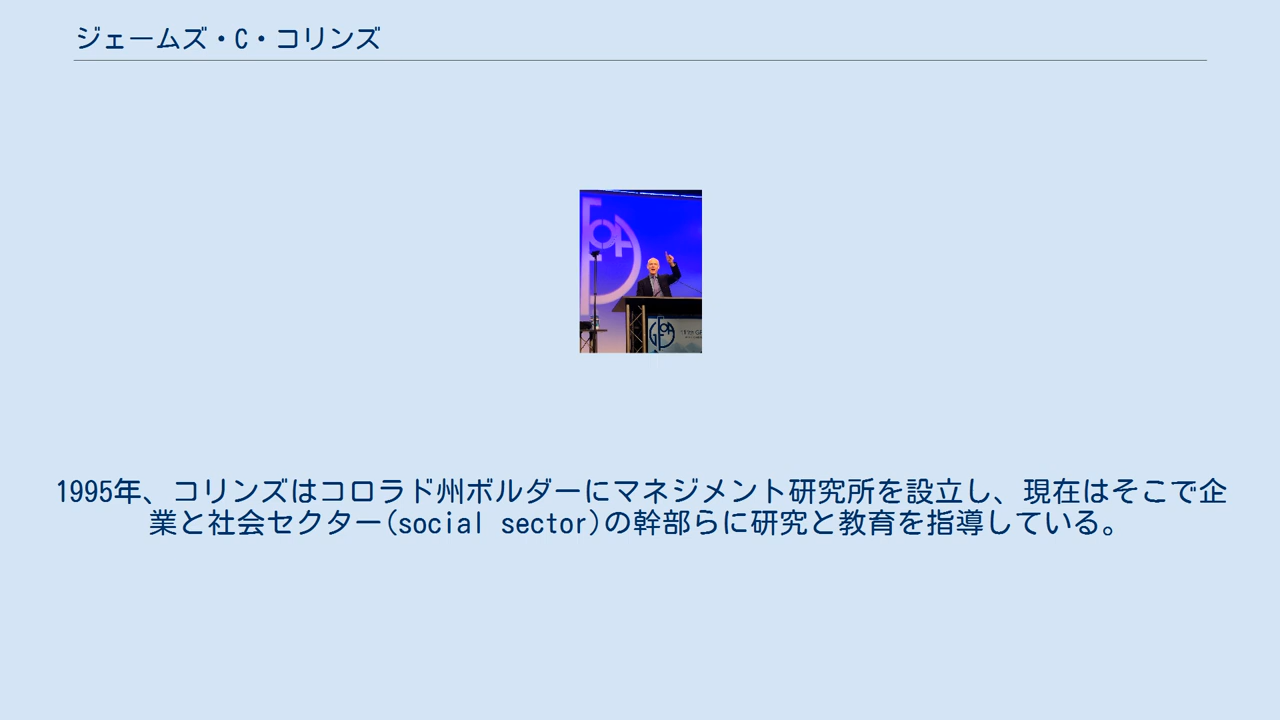 ジェームズ・C・コリンズ
GFOA
GFOA
1995年、コリンズはコロラド州ボルダーにマネジメント研究所を設立し、現在はそこで企
業と社会セクター(social sector)の幹部らに研究と教育を指導している。